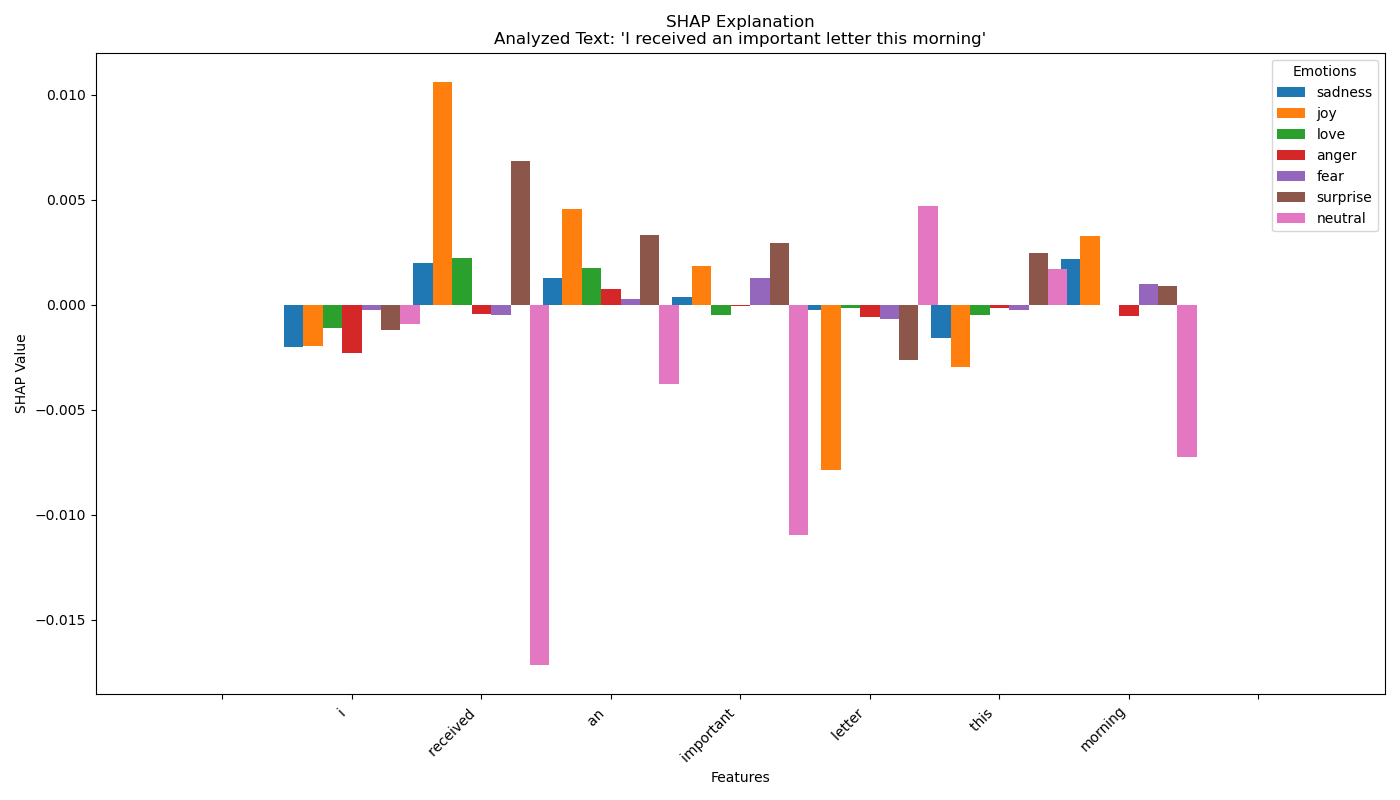 SHAP Explanation
Analyzed Text: 'I received an important letter this morning'
Emotions
sadness
joy
love
anger
fear
surprise
neutral
SHAP Value
0.010
0.005
0.000
−0.005
−0.010
−0.015
i
received
an
important
letter
this
morning
Features